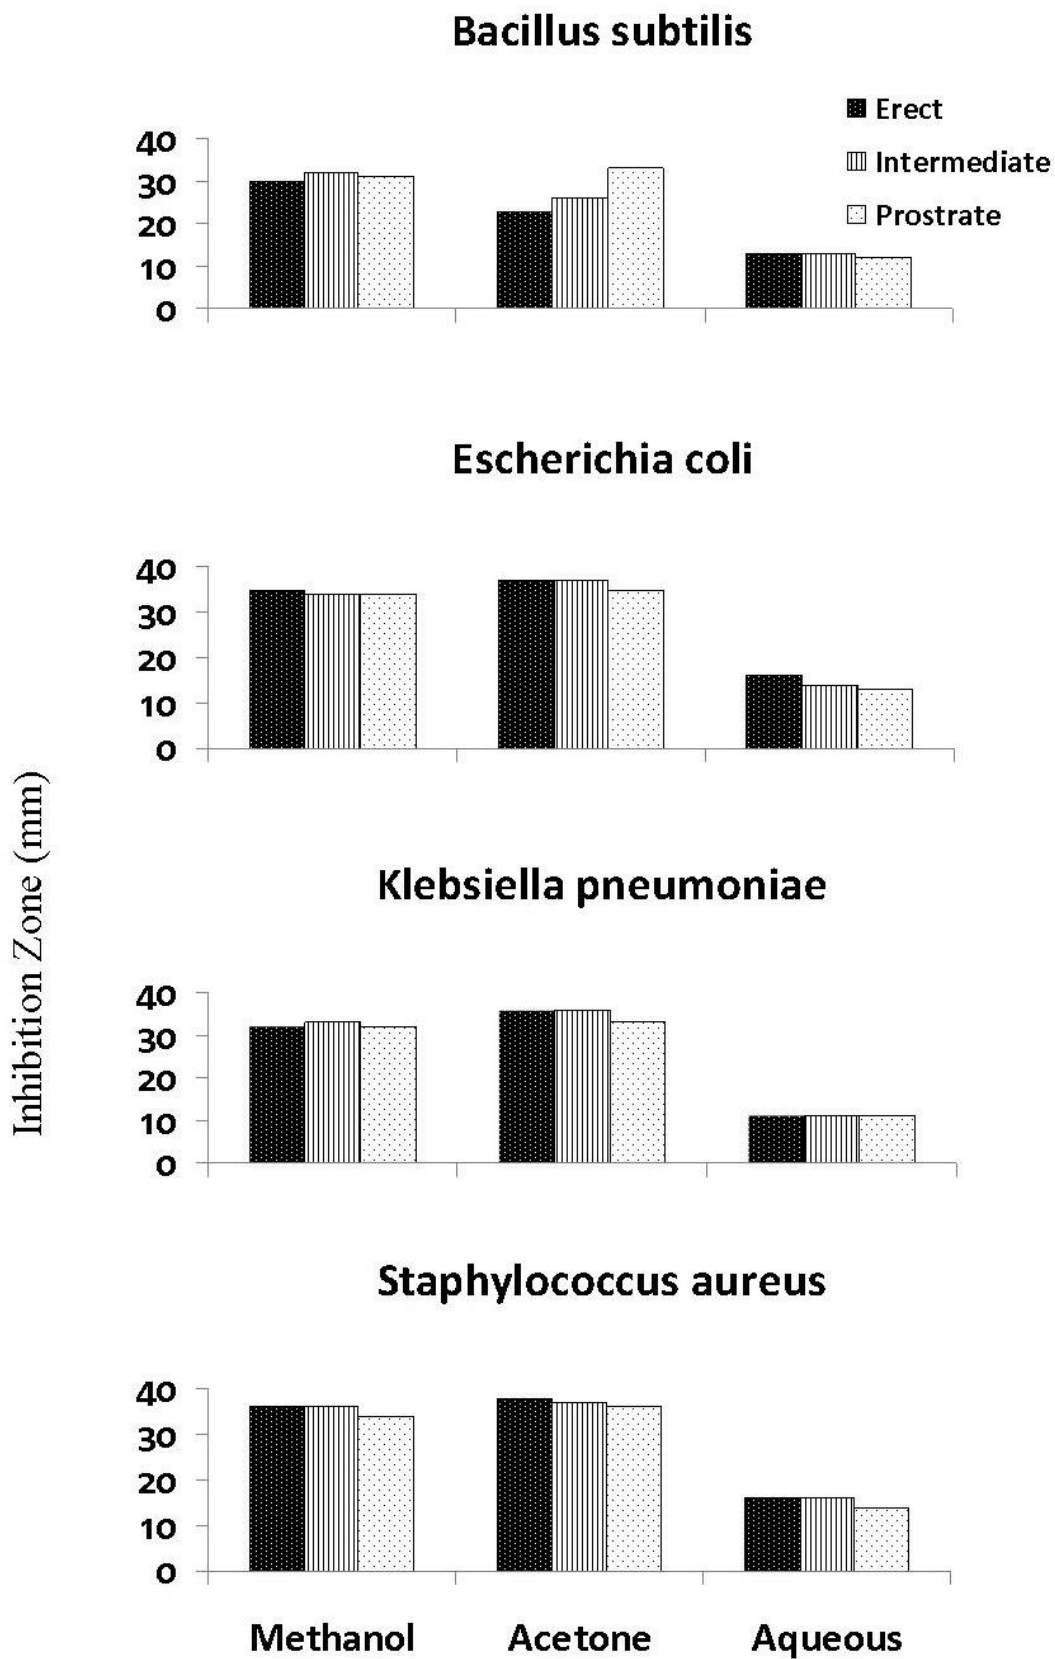 Bacillus subtilis
Erect
Intermediate
Prostrate
40
30
20
10
0
Escherichia coli
40
30
20
10
0
Inhibition Zone (mm)
Klebsiella pneumoniae
40
30
20
10
0
Staphylococcus aureus
40
30
20
10
0
Methanol Acetone Aqueous